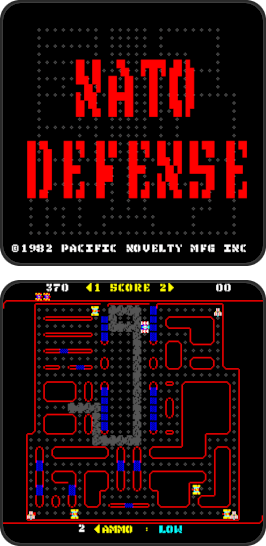 NATO
DEFENSE
©1982 PACIFIC NOVELTY MFG INC
370 ◀1 SCORE 2▶ 00
2 ◀AMMO : LOW